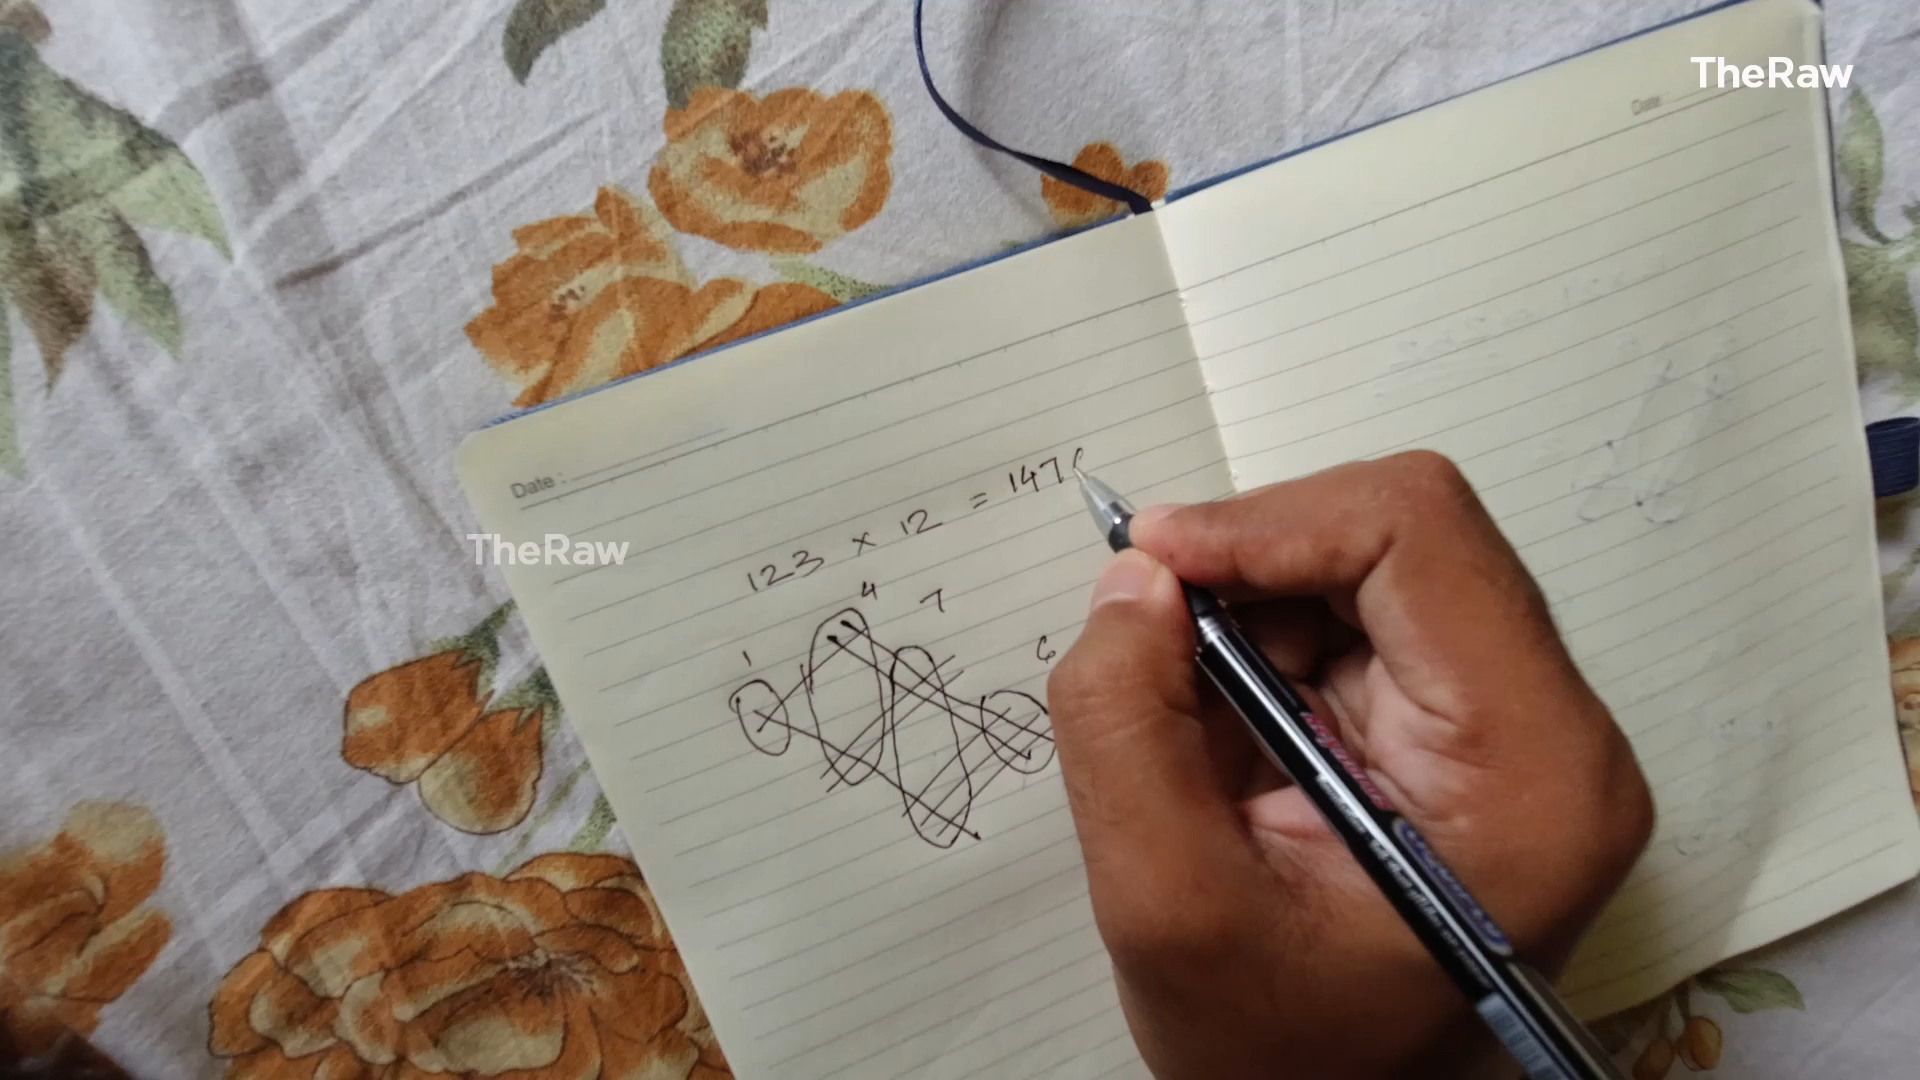 TheRaw
Date :
Date :
TheRaw
123 x 12 = 147
4
7
1
6